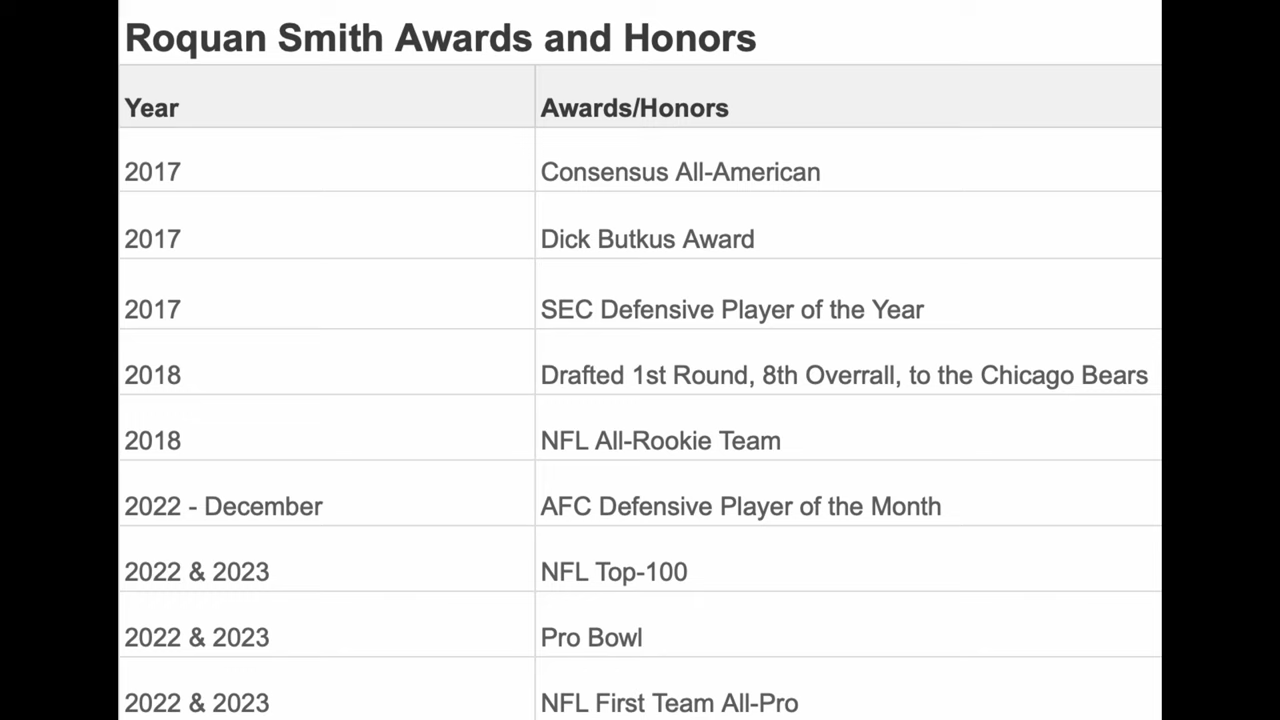 Roquan Smith Awards and Honors
Year Awards/Honors
2017 Consensus All-American
2017 Dick Butkus Award
2017 SEC Defensive Player of the Year
2018 Drafted 1st Round, 8th Overrall, to the Chicago Bears
2018 NFL All-Rookie Team
2022 - December AFC Defensive Player of the Month
2022 & 2023 NFL Top-100
2022 & 2023 Pro Bowl
2022 & 2023 NFL First Team All-Pro